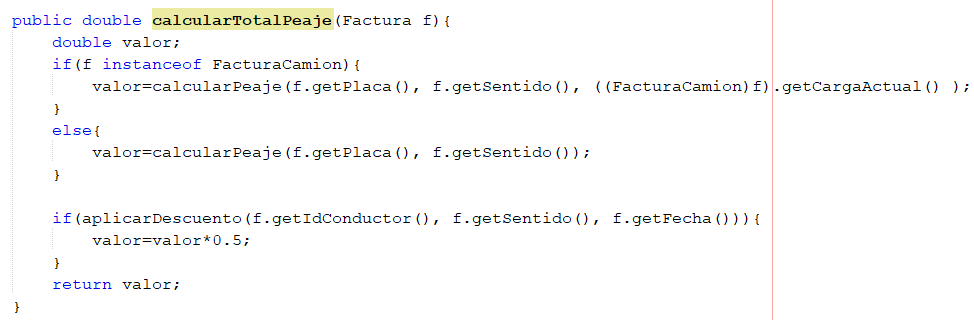 public double calcularTotalPeaje(Factura f){
    double valor;
    if(f instanceof FacturaCamion){
        valor=calcularPeaje(f.getPlaca(), f.getSentido(), ((FacturaCamion)f).getCargaActual() );
    }
    else{
        valor=calcularPeaje(f.getPlaca(), f.getSentido());
    }

    if(aplicarDescuento(f.getIdConductor(), f.getSentido(), f.getFecha())){
        valor=valor*0.5;
    }
    return valor;
}